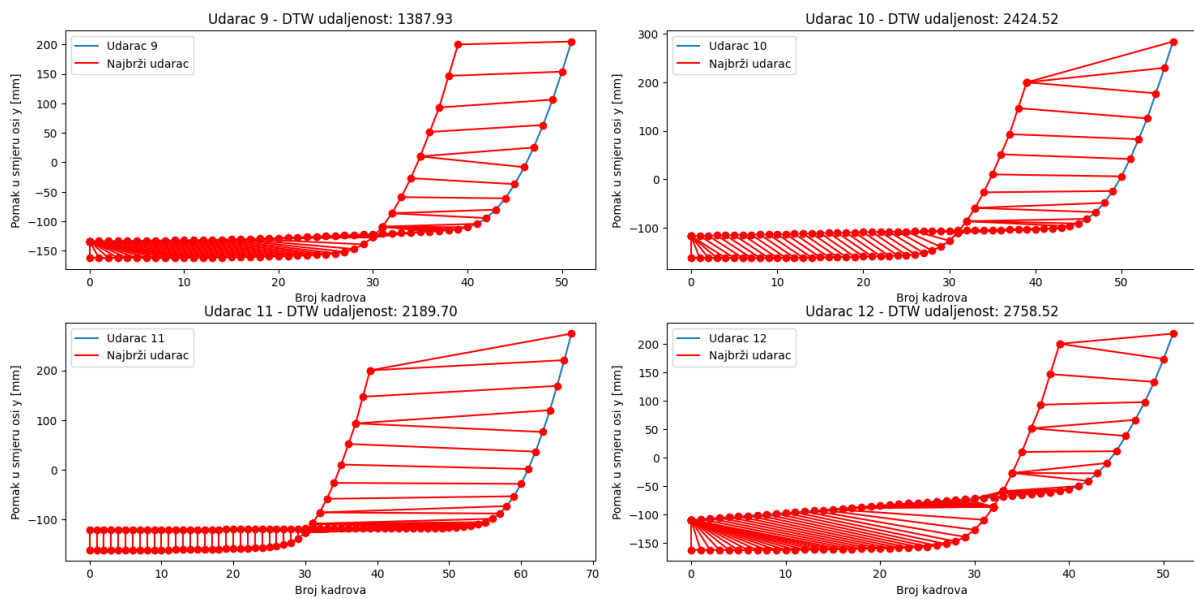 Udarac 9 - DTW udaljenost: 1387.93
Udarac 9
Najbrži udarac
Pomak u smjeru osi y [mm]
200
150
100
50
0
−50
−100
−150
0 10 20 30 40 50
Broj kadrova
Udarac 10 - DTW udaljenost: 2424.52
Udarac 10
Najbrži udarac
Pomak u smjeru osi y [mm]
300
200
100
0
−100
0 10 20 30 40 50
Broj kadrova
Udarac 11 - DTW udaljenost: 2189.70
Udarac 11
Najbrži udarac
Pomak u smjeru osi y [mm]
200
100
0
−100
0 10 20 30 40 50 60 70
Broj kadrova
Udarac 12 - DTW udaljenost: 2758.52
Udarac 12
Najbrži udarac
Pomak u smjeru osi y [mm]
200
150
100
50
0
−50
−100
−150
0 10 20 30 40 50
Broj kadrova